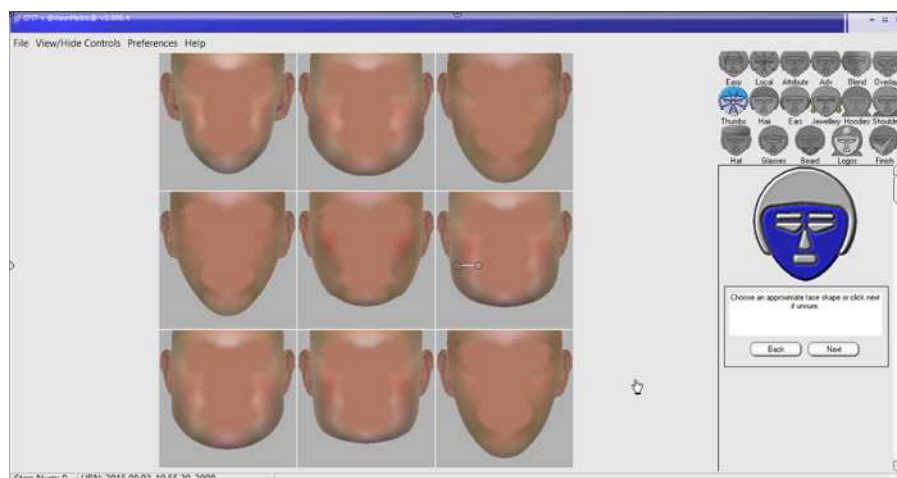 File View/Hide Controls Preferences Help
Easy Local Attribute Adv Blend Overlay
Thumbs Hair Ears Jewellery Hoodies Shoulder
Hat Glasses Beard Logos Finish
Choose an approximate face shape or click next
if unsure.
Back Next